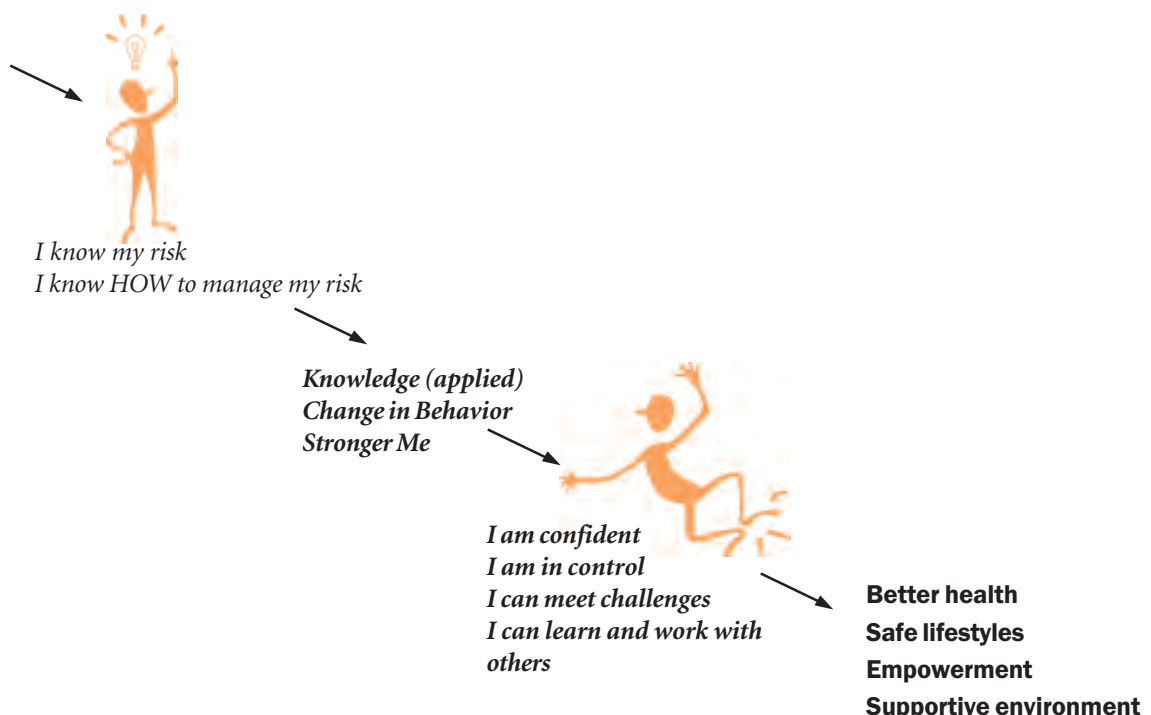 I know my risk
I know HOW to manage my risk
Knowledge (applied)
Change in Behavior
Stronger Me
I am confident
I am in control
I can meet challenges
I can learn and work with
others
Better health
Safe lifestyles
Empowerment
Supportive environment